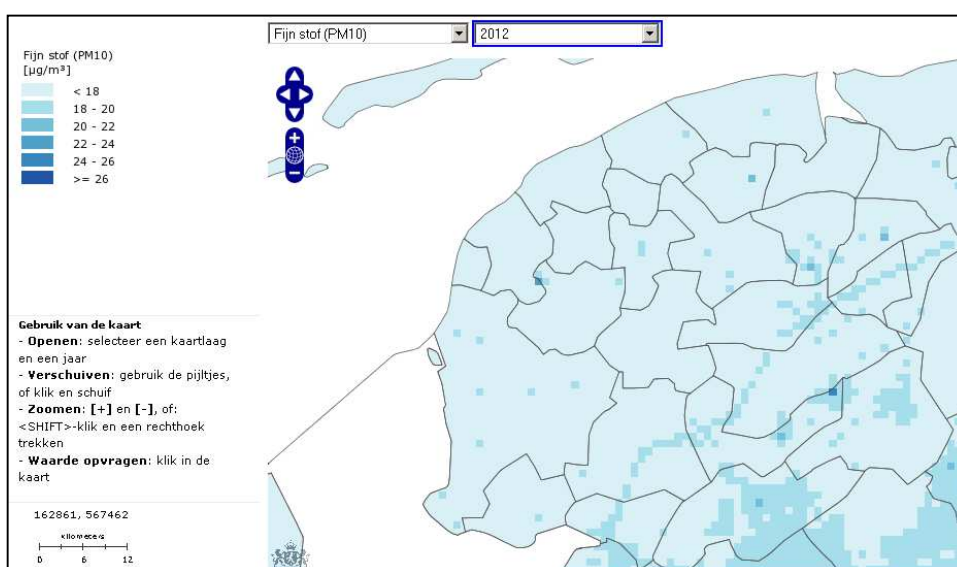 Fijn stof (PM10)
2012
Fijn stof (PM10)
[µg/m³]
< 18
18 - 20
20 - 22
22 - 24
24 - 26
>= 26
Gebruik van de kaart
- Openen: selecteer een kaartlaag
en een jaar
- Verschuiven: gebruik de pijltjes,
of klik en schuif
- Zoomen: [+] en [-], of:
<SHIFT>-klik en een rechthoek
trekken
- Waarde opvragen: klik in de
kaart
162861, 567462
kilometers
0 6 12